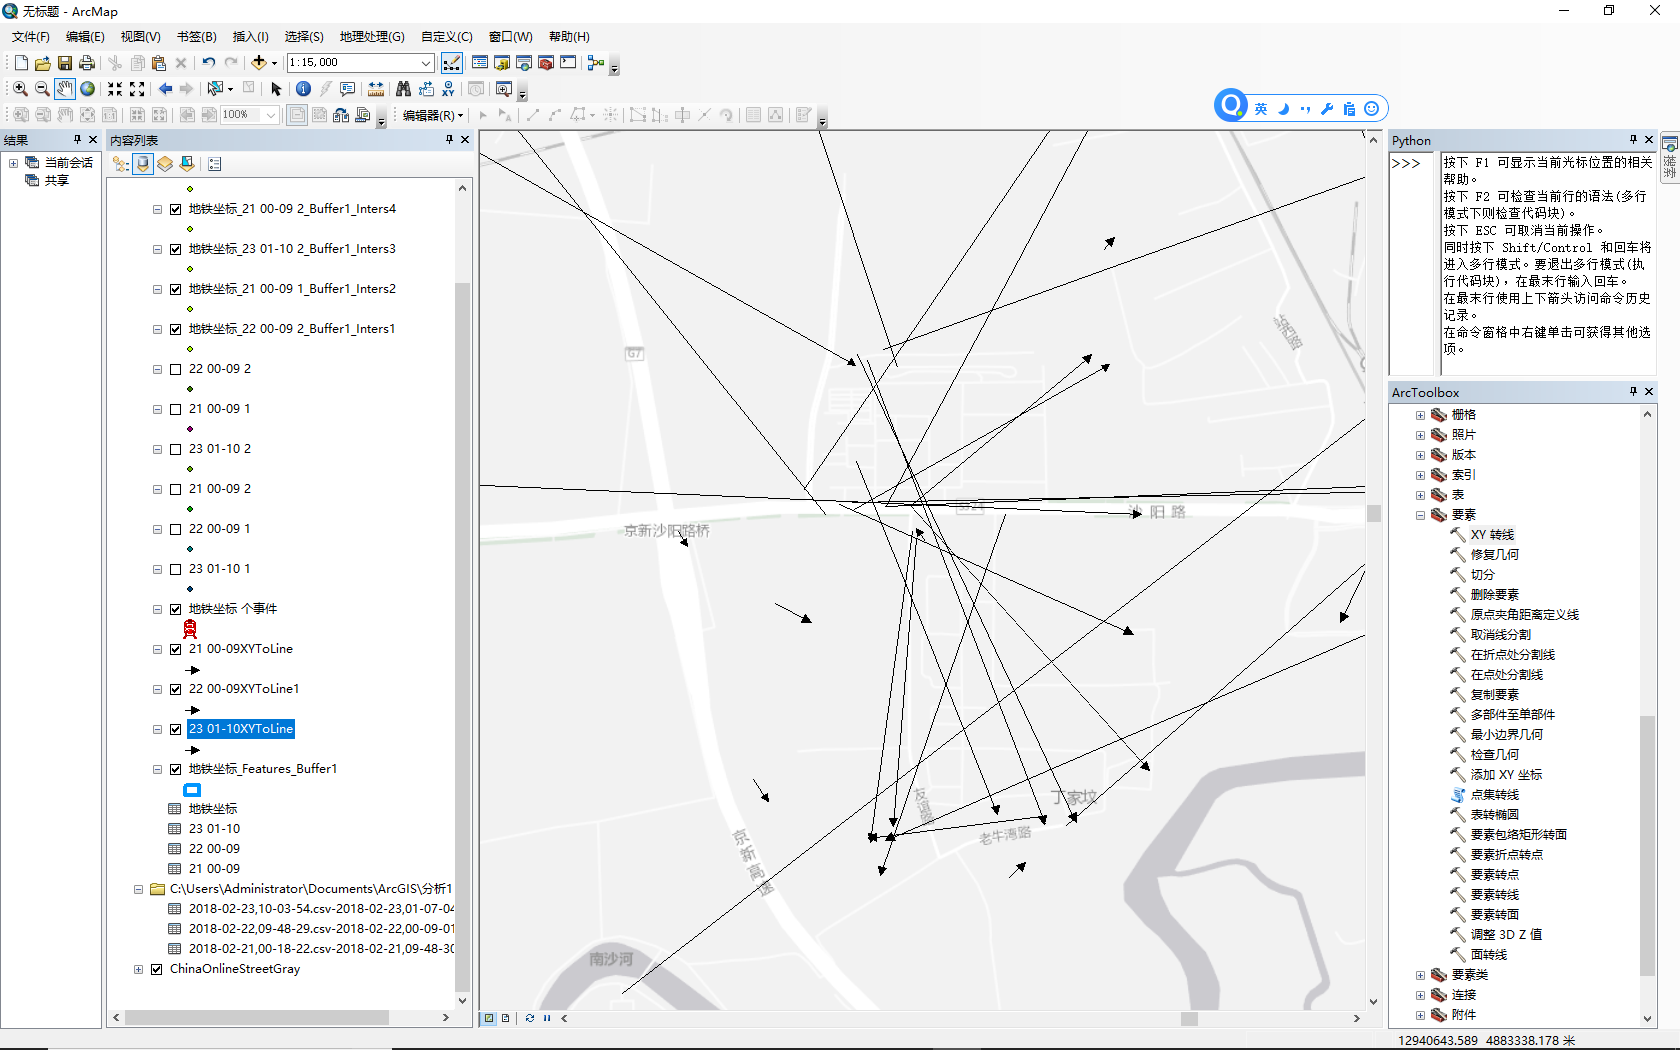 无标题 - ArcMap
文件(F) 编辑(E) 视图(V) 书签(B) 插入(I) 选择(S) 地理处理(G) 自定义(C) 窗口(W) 帮助(H)
1:15,000
100% 编辑器(R)
英
结果
当前会话
共享
内容列表
地铁坐标_21 00-09 2_Buffer1_Inters4
地铁坐标_23 01-10 2_Buffer1_Inters3
地铁坐标_21 00-09 1_Buffer1_Inters2
地铁坐标_22 00-09 2_Buffer1_Inters1
22 00-09 2
21 00-09 1
23 01-10 2
21 00-09 2
22 00-09 1
23 01-10 1
地铁坐标 个事件
21 00-09XYToLine
22 00-09XYToLine1
23 01-10XYToLine
地铁坐标_Features_Buffer1
地铁坐标
23 01-10
22 00-09
21 00-09
C:\Users\Administrator\Documents\ArcGIS\分析1
2018-02-23,10-03-54.csv-2018-02-23,01-07-04
2018-02-22,09-48-29.csv-2018-02-22,00-09-01
2018-02-21,00-18-22.csv-2018-02-21,09-48-30
ChinaOnlineStreetGray
G7
京新沙阳路桥
沙阳路
友谊路
丁家坟
老牛湾路
京新高速
南沙河
Python
>>>
按下 F1 可显示当前光标位置的相关
帮助。
按下 F2 可检查当前行的语法(多行
模式下则检查代码块)。
按下 ESC 可取消当前操作。
同时按下 Shift/Control 和回车将
进入多行模式。要退出多行模式(执
行代码块)，在最末行输入回车。
在最末行使用上下箭头访问命令历史
记录。
在命令窗格中右键单击可获得其他选
项。
ArcToolbox
栅格
照片
版本
索引
表
要素
XY 转线
修复几何
切分
删除要素
原点夹角距离定义线
取消线分割
在折点处分割线
在点处分割线
复制要素
多部件至单部件
最小边界几何
检查几何
添加 XY 坐标
点集转线
表转椭圆
要素包络矩形转面
要素折点转点
要素转点
要素转线
要素转面
调整 3D Z 值
面转线
要素类
连接
附件
12940643.589 4883338.178 米